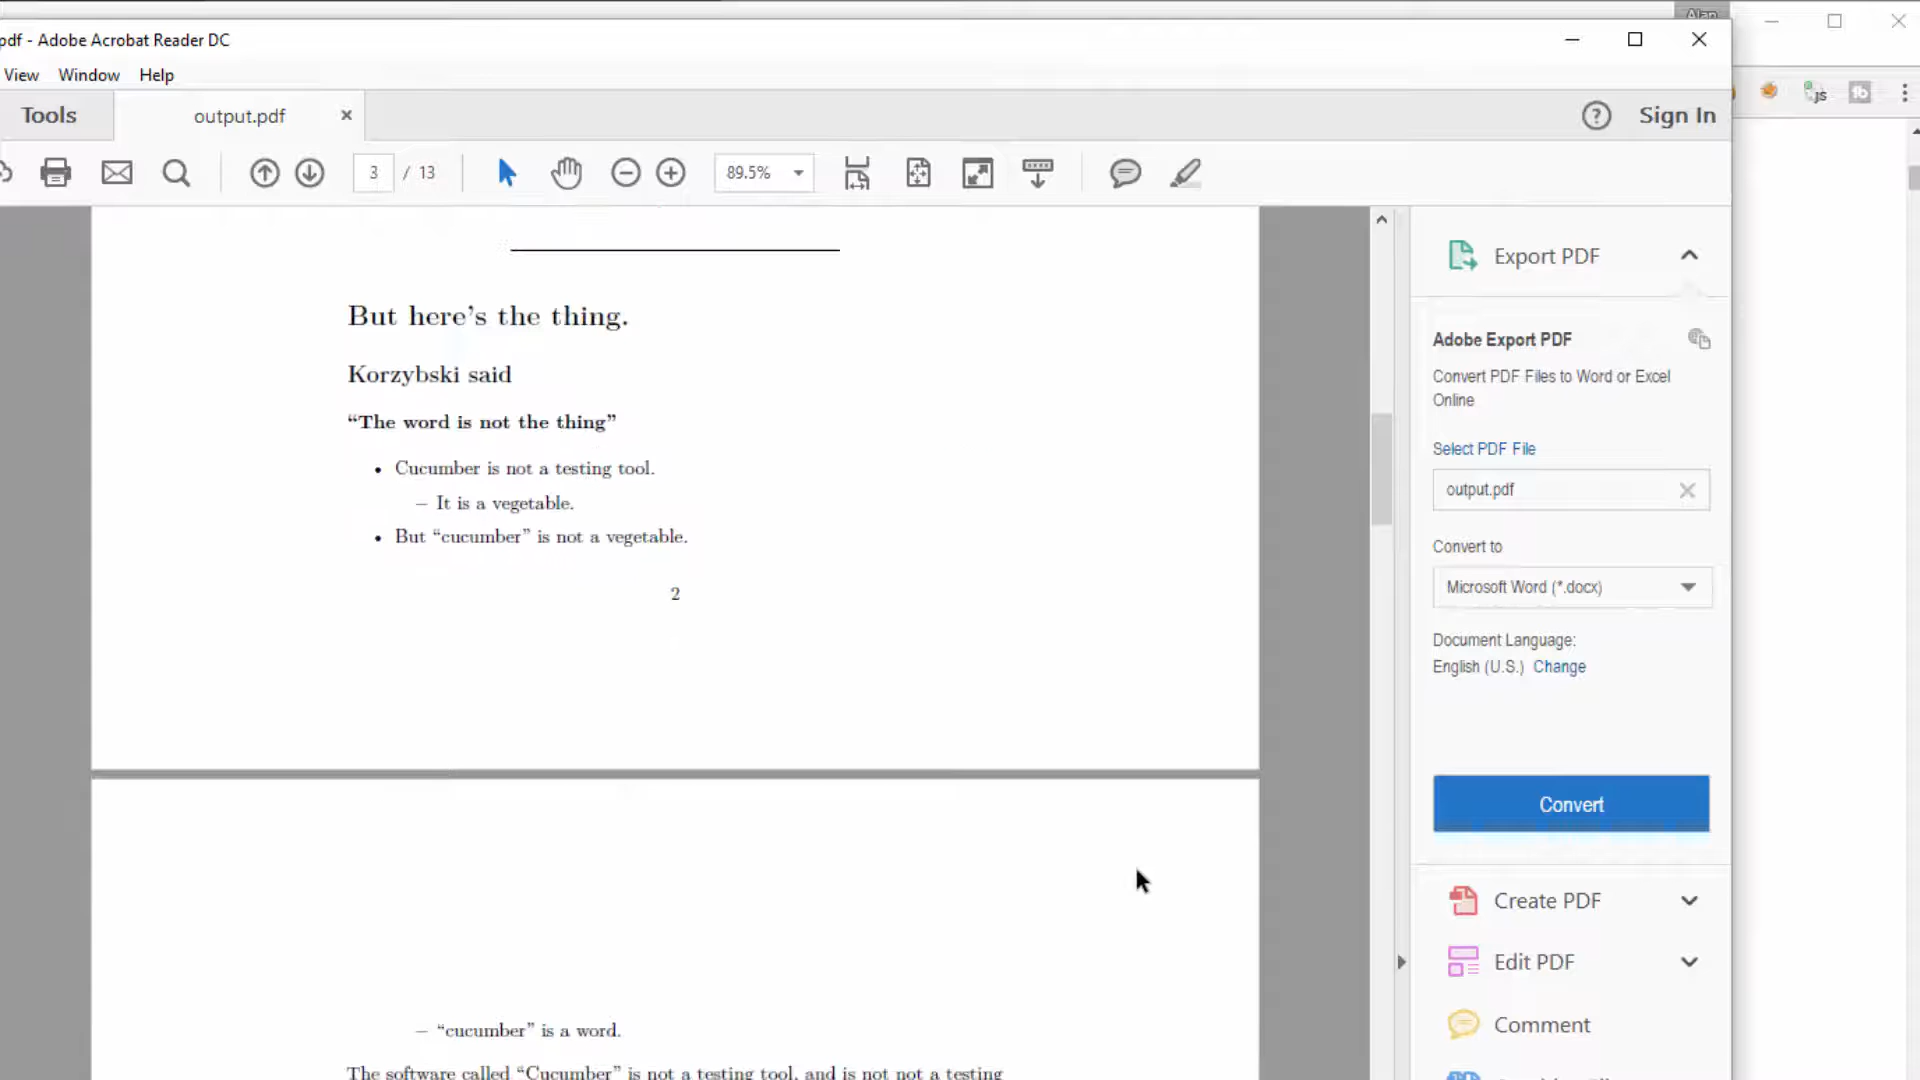 Alan
pdf - Adobe Acrobat Reader DC
View Window Help
Tools
output.pdf
Sign In
3 / 13
89.5%
js
But here’s the thing.
Korzybski said
“The word is not the thing”
• Cucumber is not a testing tool.
– It is a vegetable.
• But “cucumber” is not a vegetable.
2
– “cucumber” is a word.
The software called “Cucumber” is not a testing tool, and is not not a testing
Export PDF
Adobe Export PDF
Convert PDF Files to Word or Excel
Online
Select PDF File
output.pdf
Convert to
Microsoft Word (*.docx)
Document Language:
English (U.S.) Change
Convert
Create PDF
Edit PDF
Comment